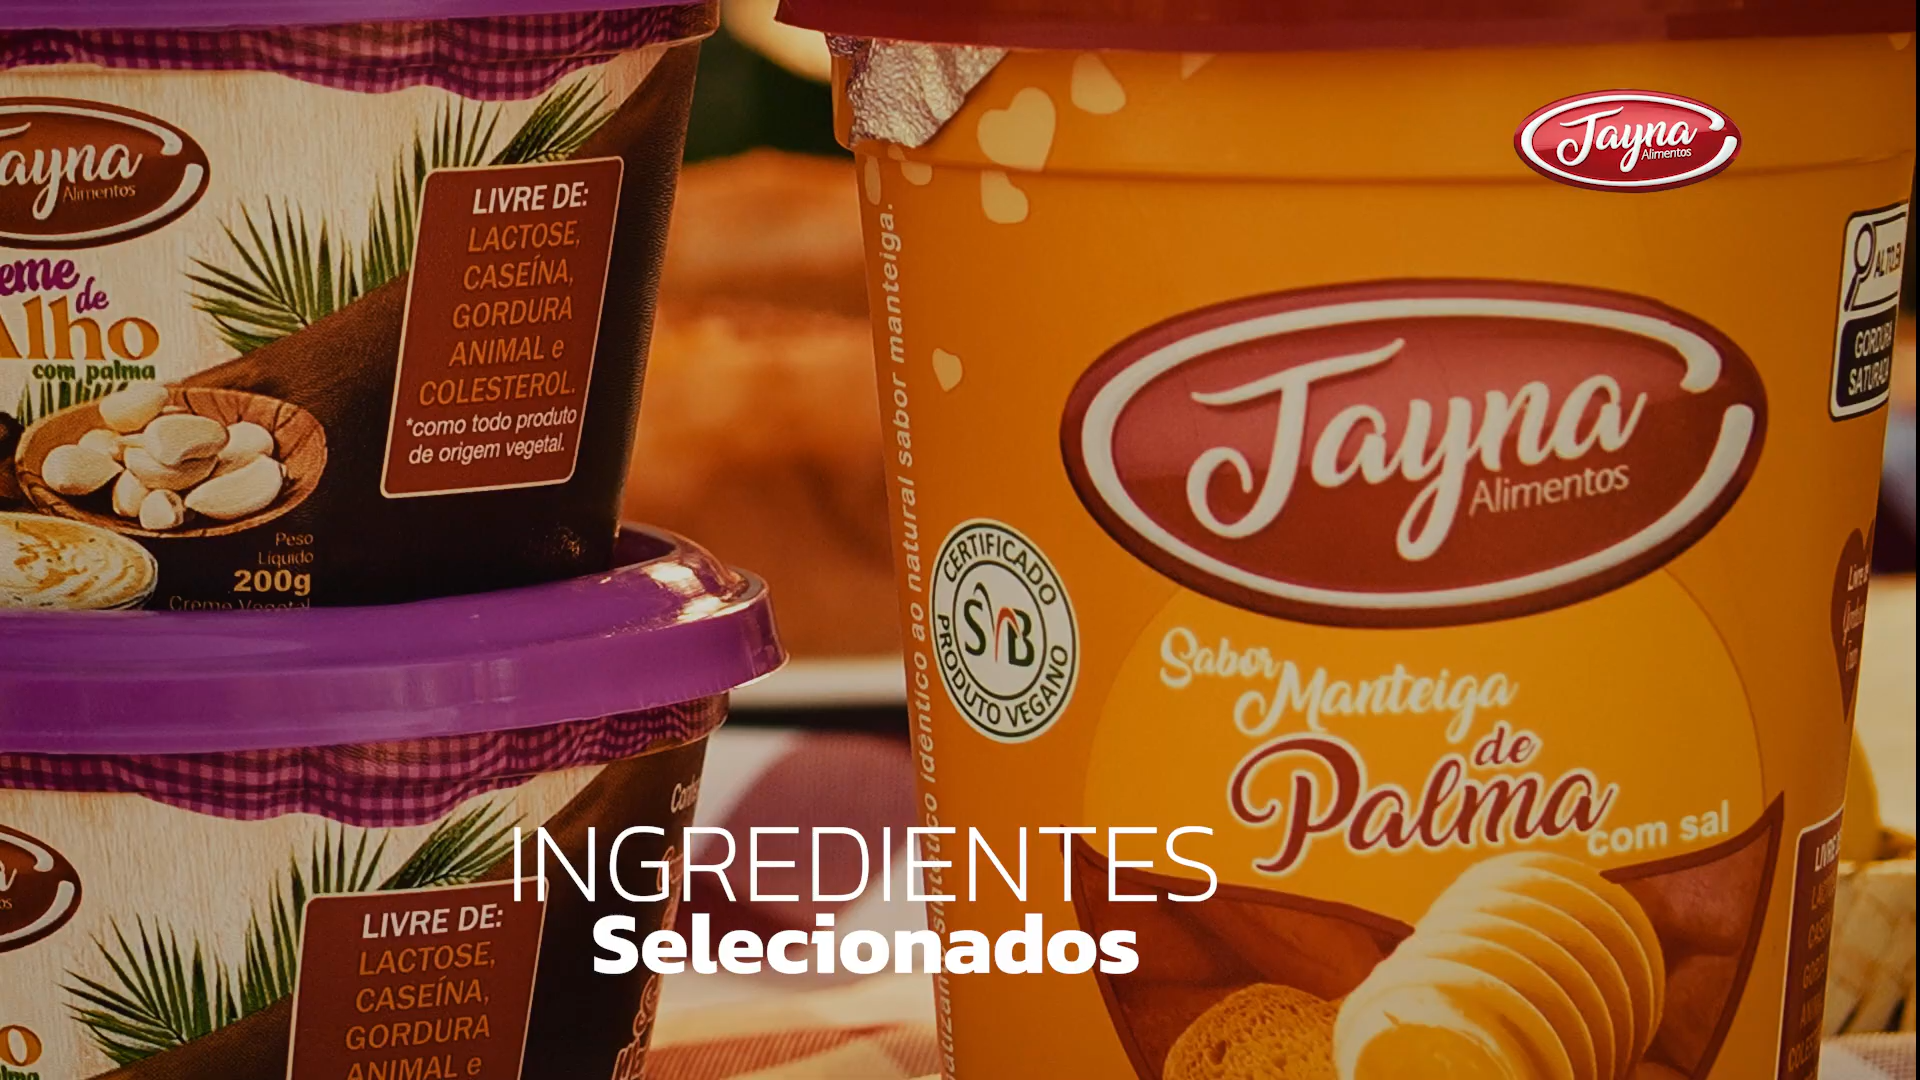 Jayna
Alimentos
Alho
de
com palma
LIVRE DE:
LACTOSE,
CASEÍNA,
GORDURA
ANIMAL e
COLESTEROL.
*como todo produto
de origem vegetal.
Peso
Líquido
200g
Creme Vegetal
LIVRE DE:
LACTOSE,
CASEÍNA,
GORDURA
ANIMAL e
idêntico ao natural sabor manteiga.
CERTIFICADO
SVB
PRODUTO VEGANO
Jayna
Alimentos
Sabor Manteiga
de
Palma
com sal
GORDURA
SATURADA
Jayna
Alimentos
INGREDIENTES
Selecionados